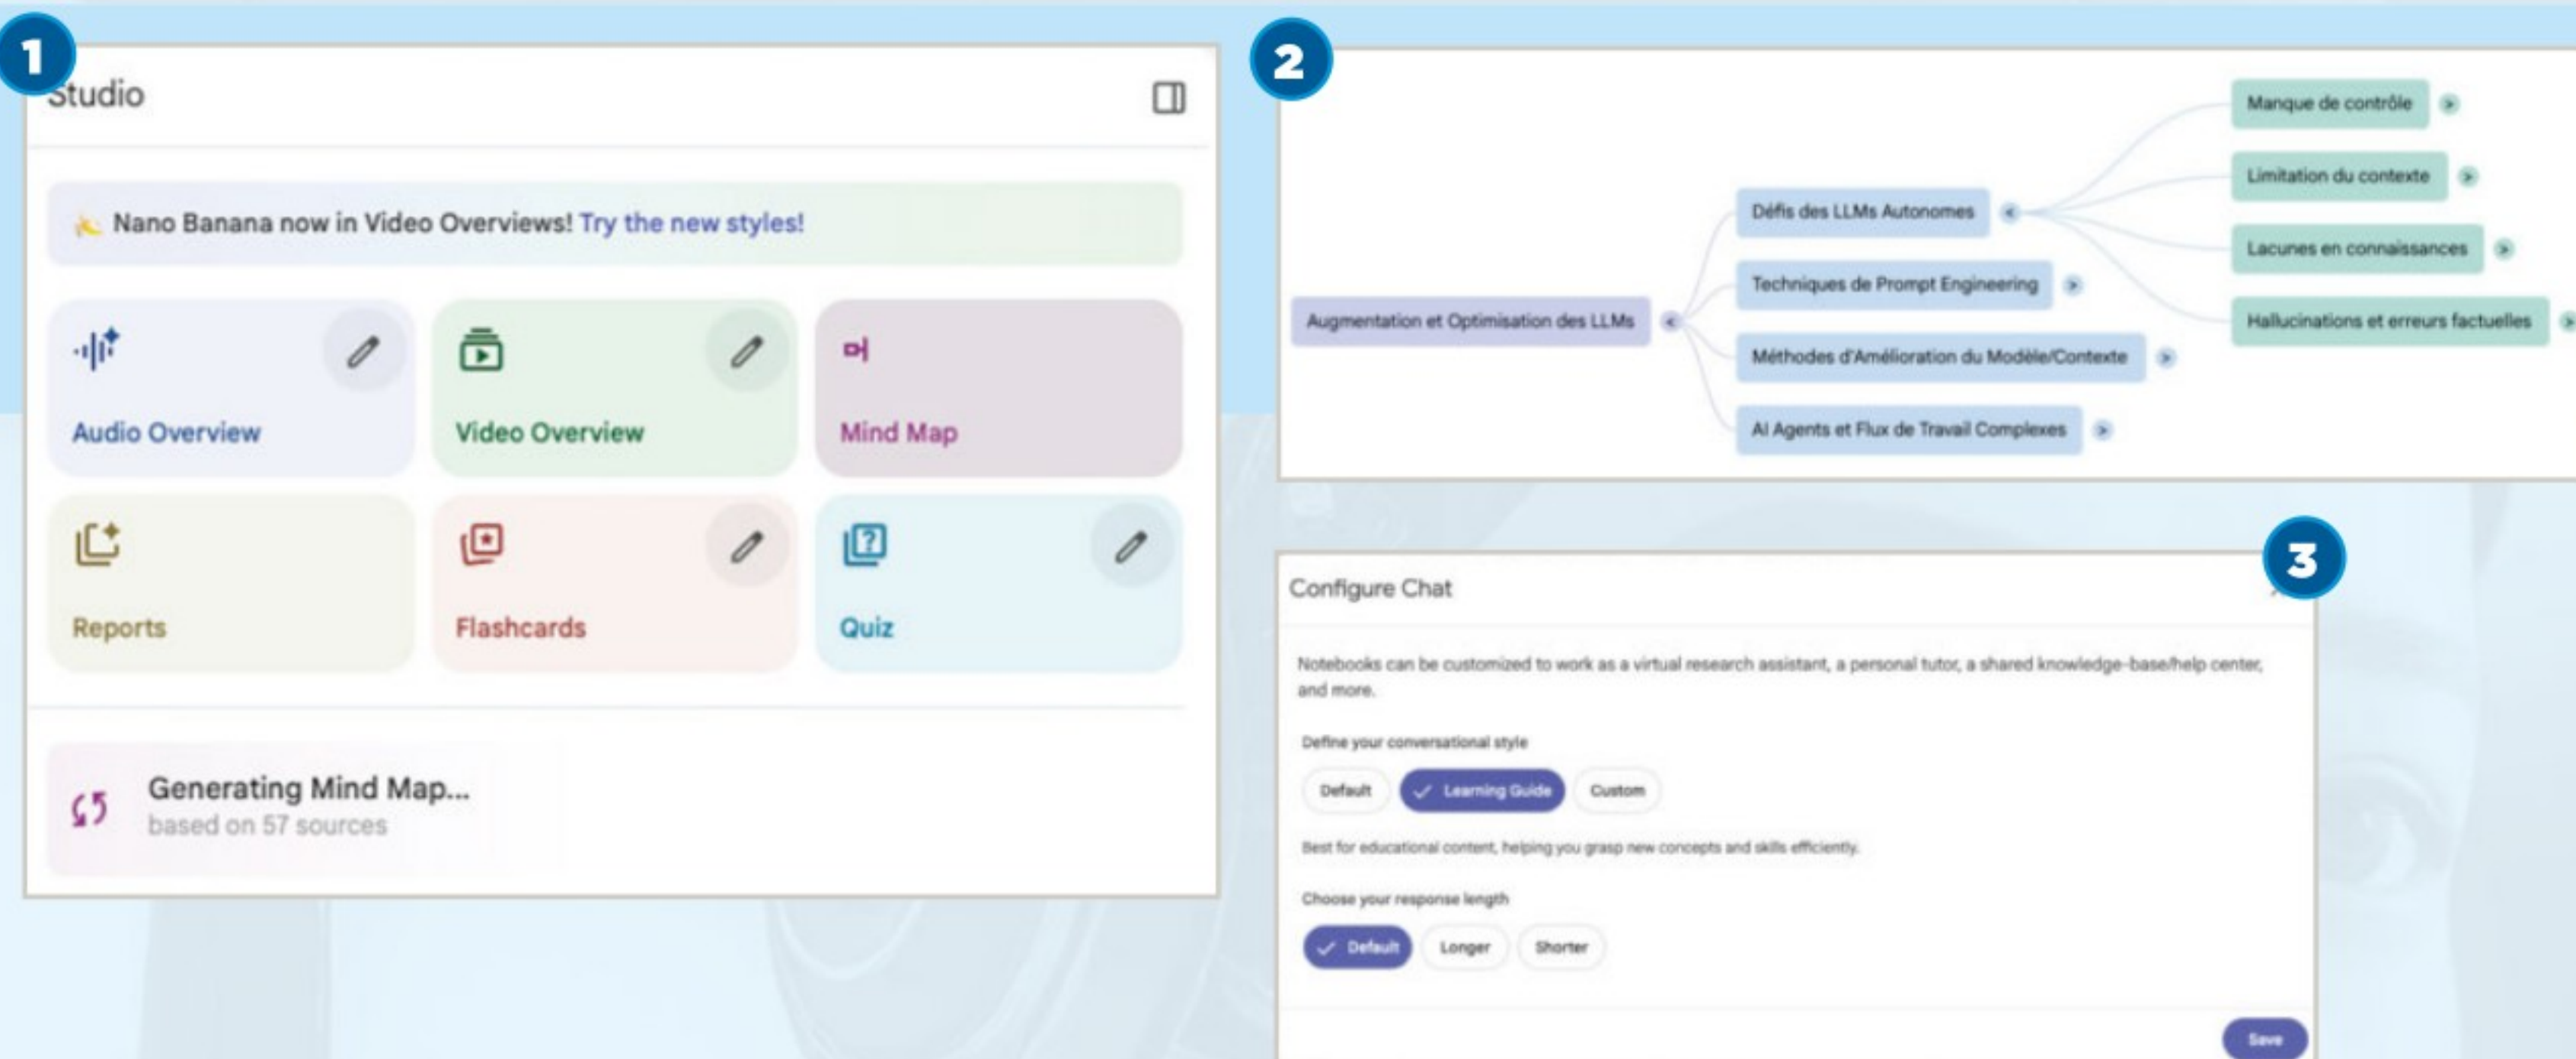 1
Studio
Nano Banana now in Video Overviews! Try the new styles!
Audio Overview
Video Overview
Mind Map
Reports
Flashcards
Quiz
Generating Mind Map...
based on 57 sources
2
Augmentation et Optimisation des LLMs
Défis des LLMs Autonomes
Techniques de Prompt Engineering
Méthodes d'Amélioration du Modèle/Contexte
AI Agents et Flux de Travail Complexes
Manque de contrôle
Limitation du contexte
Lacunes en connaissances
Hallucinations et erreurs factuelles
3
Configure Chat
Notebooks can be customized to work as a virtual research assistant, a personal tutor, a shared knowledge-base/help center,
and more.
Define your conversational style
Default
Learning Guide
Custom
Best for educational content, helping you grasp new concepts and skills efficiently.
Choose your response length
Default
Longer
Shorter
Save